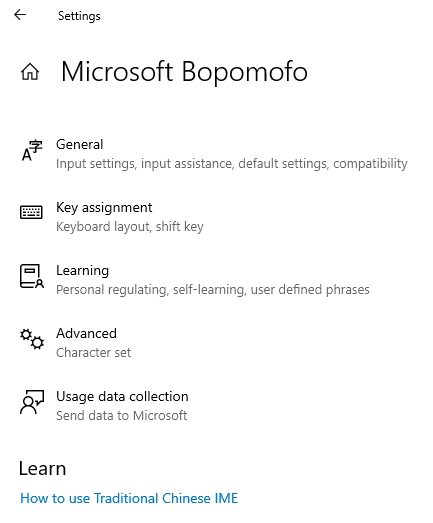 Settings
Microsoft Bopomofo
General
Input settings, input assistance, default settings, compatibility
Key assignment
Keyboard layout, shift key
Learning
Personal regulating, self-learning, user defined phrases
Advanced
Character set
Usage data collection
Send data to Microsoft
Learn
How to use Traditional Chinese IME